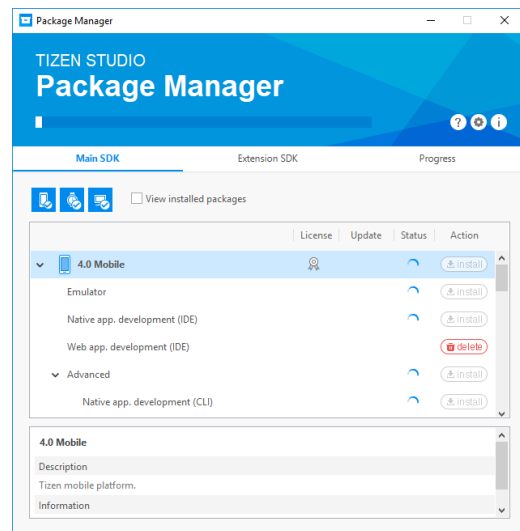 Package Manager
TIZEN STUDIO
Package Manager
? i
Main SDK Extension SDK Progress
View installed packages
License Update Status Action
4.0 Mobile install
Emulator install
Native app. development (IDE) install
Web app. development (IDE) delete
Advanced install
Native app. development (CLI) install
4.0 Mobile
Description
Tizen mobile platform.
Information